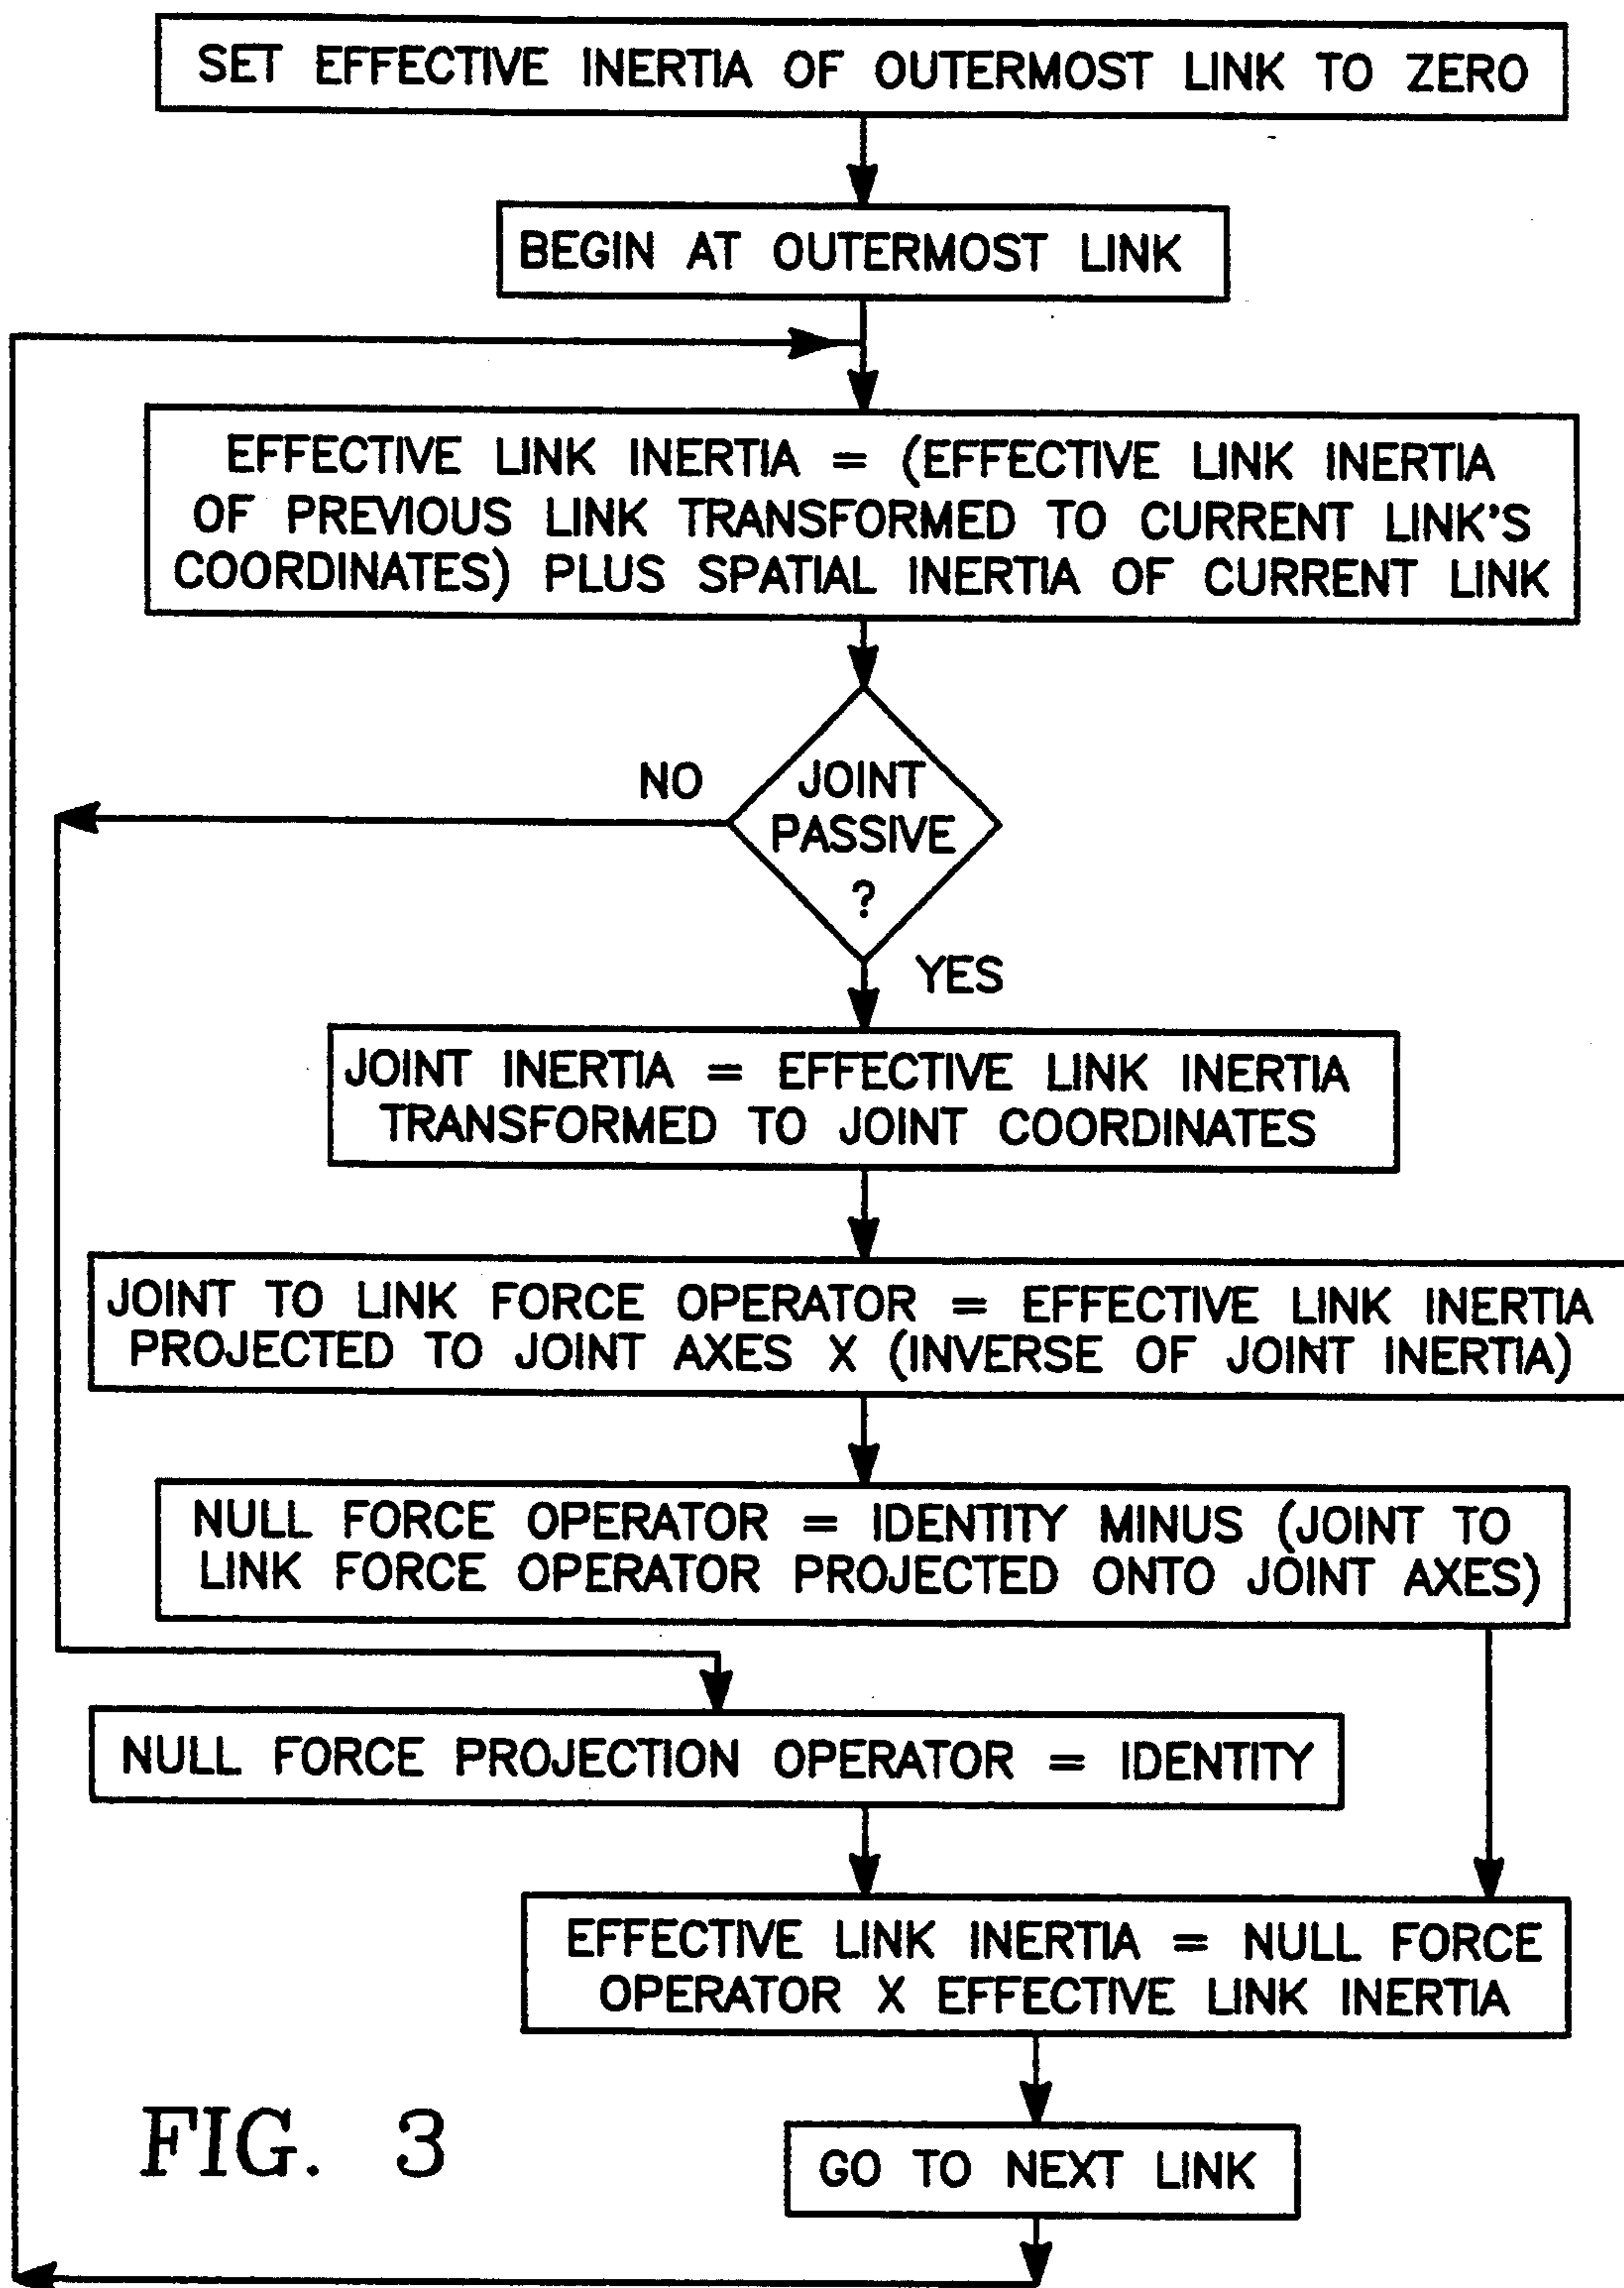 SET EFFECTIVE INERTIA OF OUTERMOST LINK TO ZERO
BEGIN AT OUTERMOST LINK
EFFECTIVE LINK INERTIA = (EFFECTIVE LINK INERTIA
OF PREVIOUS LINK TRANSFORMED TO CURRENT LINK'S
COORDINATES) PLUS SPATIAL INERTIA OF CURRENT LINK
NO
JOINT
PASSIVE
?
YES
JOINT INERTIA = EFFECTIVE LINK INERTIA
TRANSFORMED TO JOINT COORDINATES
JOINT TO LINK FORCE OPERATOR = EFFECTIVE LINK INERTIA
PROJECTED TO JOINT AXES X (INVERSE OF JOINT INERTIA)
NULL FORCE OPERATOR = IDENTITY MINUS (JOINT TO
LINK FORCE OPERATOR PROJECTED ONTO JOINT AXES)
NULL FORCE PROJECTION OPERATOR = IDENTITY
EFFECTIVE LINK INERTIA = NULL FORCE
OPERATOR X EFFECTIVE LINK INERTIA
GO TO NEXT LINK
FIG. 3